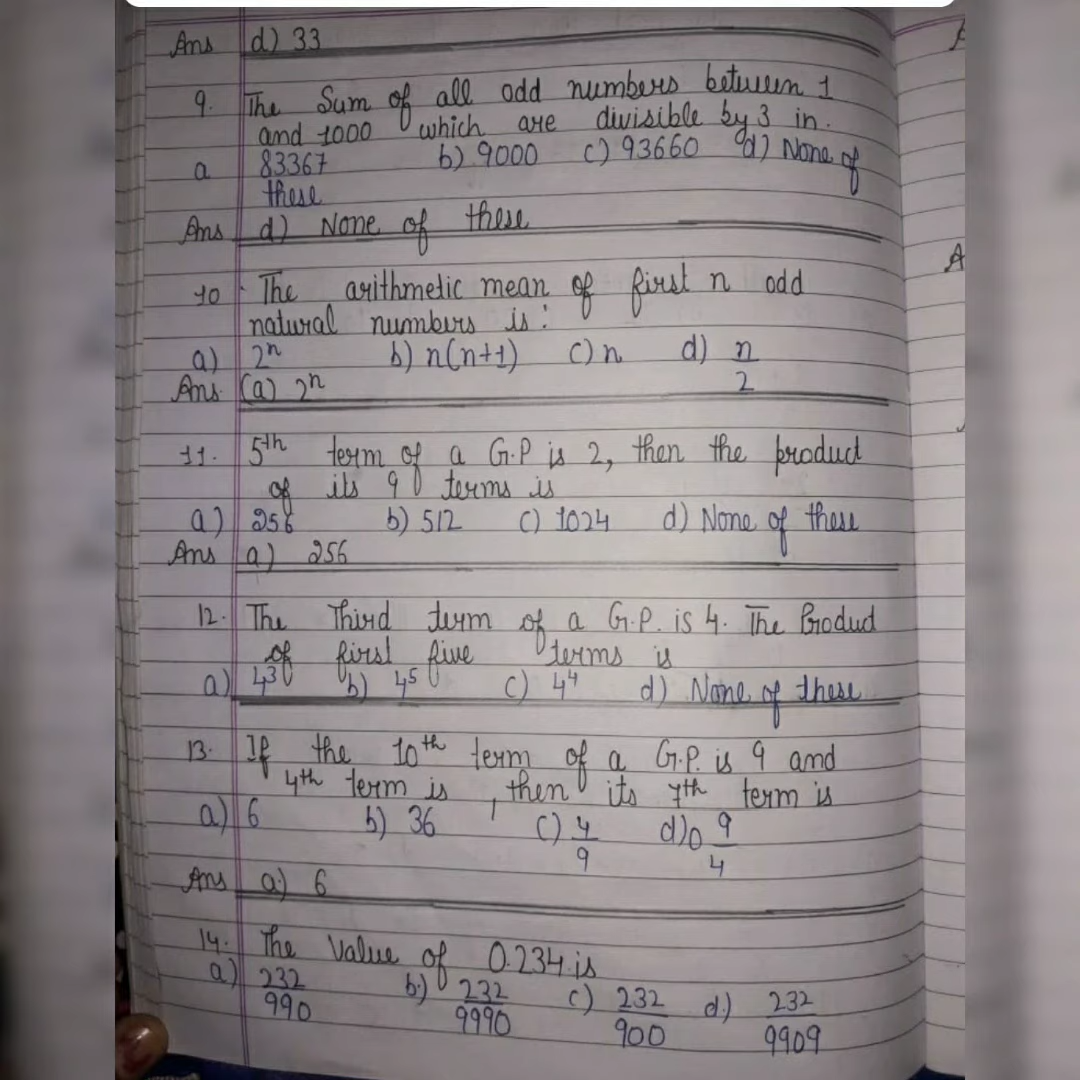 Ans d) 33
9. The Sum of all odd numbers between 1
and 1000 which are divisible by 3 in.
a 83367 b) 9000 c) 93660 d) None of
these
Ans d) None of these
10 The arithmetic mean of first n odd
natural numbers is :
a) 2ⁿ b) n(n+1) c) n d) n/2
Ans. (a) 2ⁿ
11. 5th term of a G.P is 2, then the product
of its 9 terms is
a) 256 b) 512 c) 1024 d) None of these
Ans a) 256
12. The Third term of a G.P. is 4. The Product
of first five terms is
a) 4³ b) 4⁵ c) 4⁴ d) None of these
13. If the 10th term of a G.P. is 9 and
4th term is , then its 7th term is
a) 6 b) 36 c) 4/9 d) 9/4
Ans a) 6
14. The Value of 0.234 is
a) 232/990 b.) 232/9990 c) 232/900 d.) 232/9909